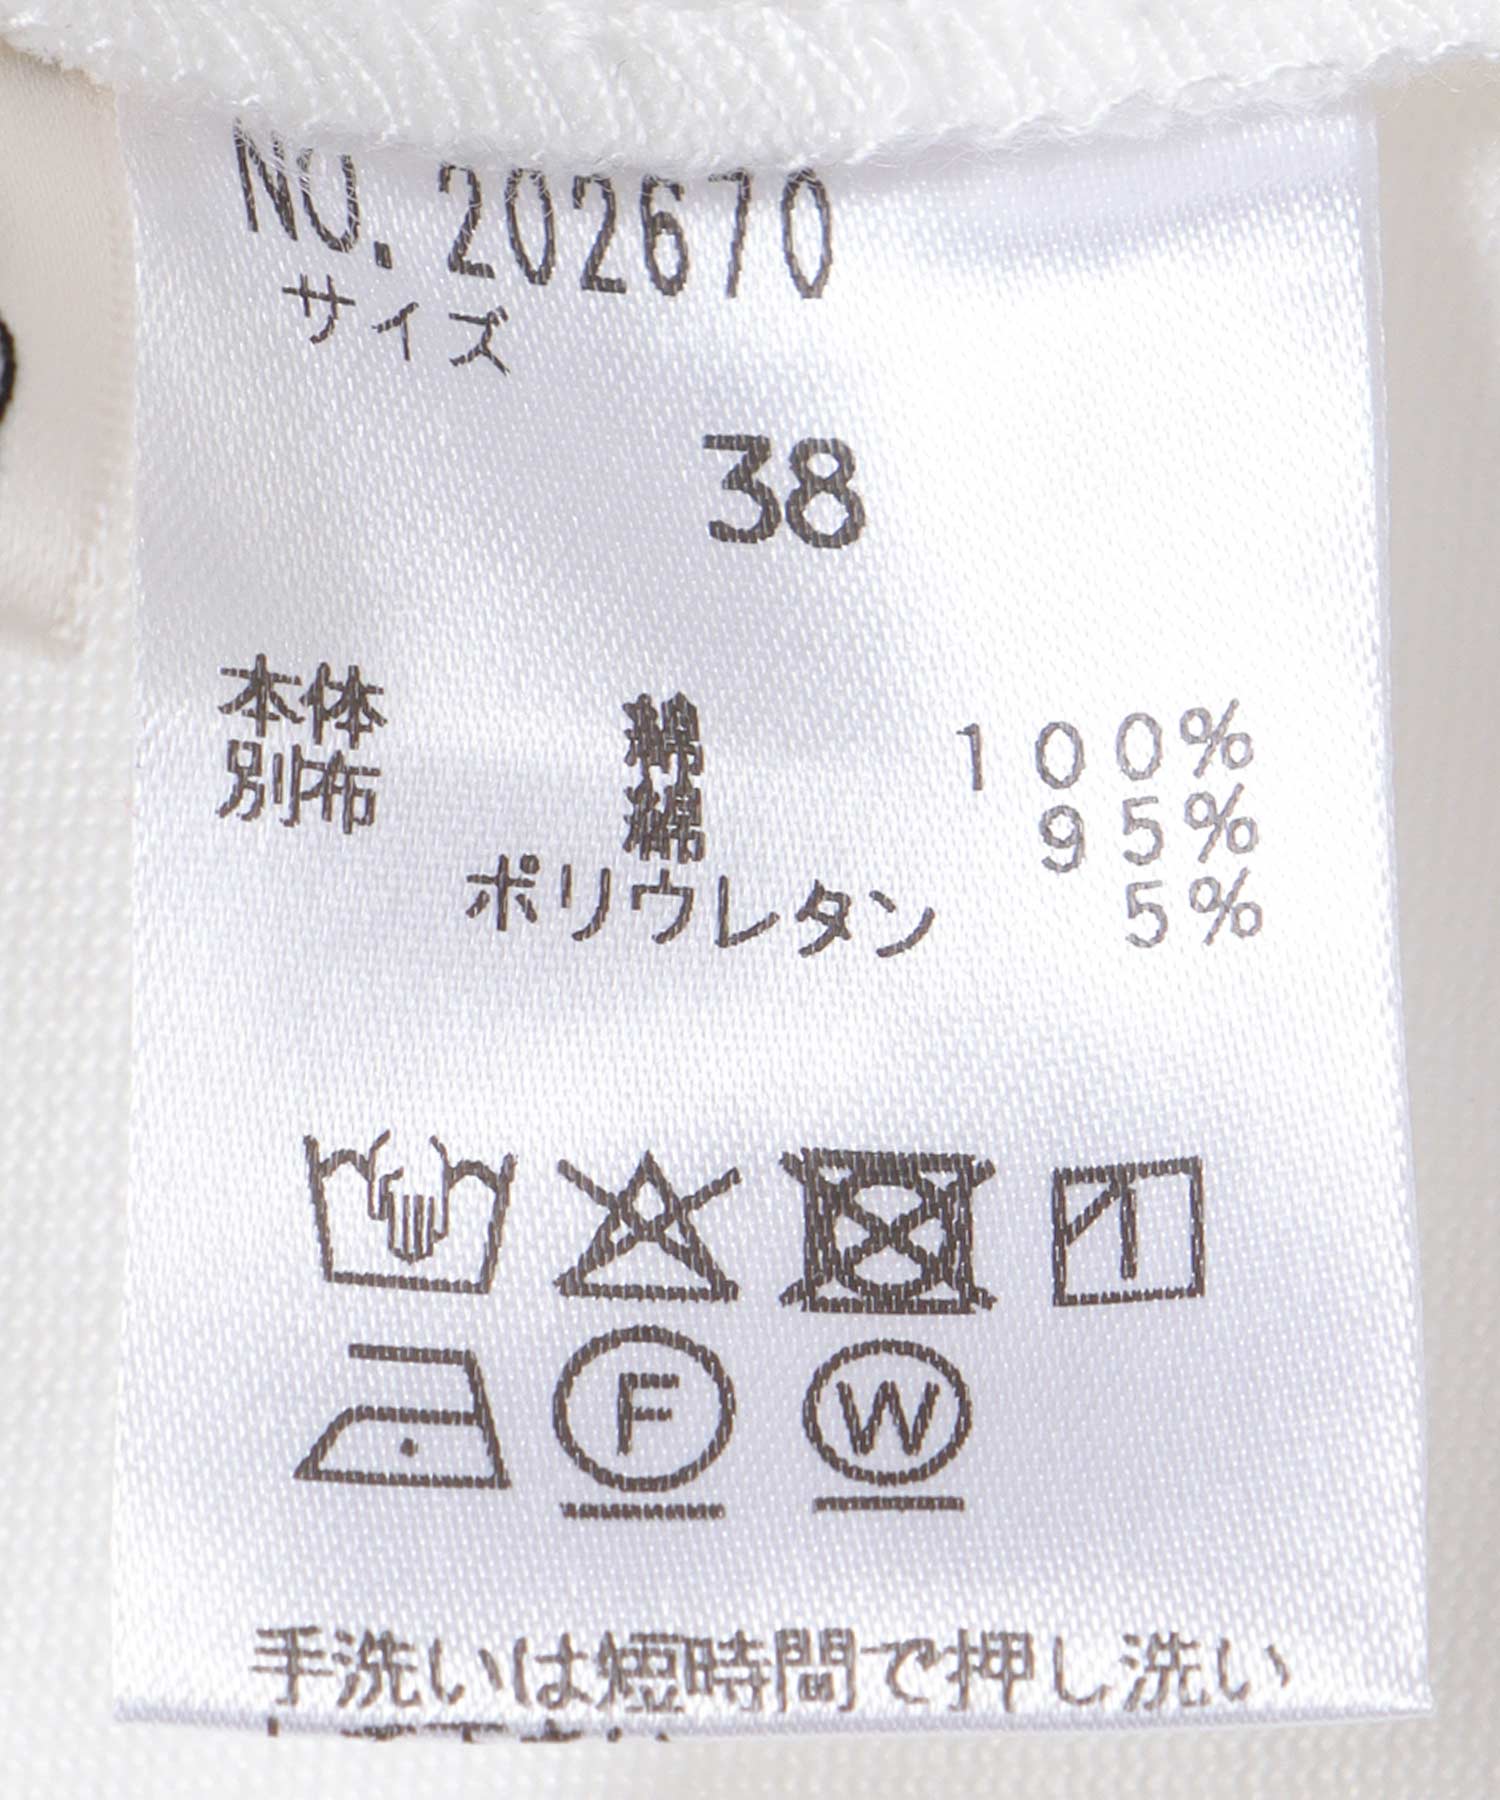 NO. 202670
サイズ
38
本体 綿 100%
別布 綿 95%
ポリウレタン 5%
F W
手洗いは短時間で押し洗い